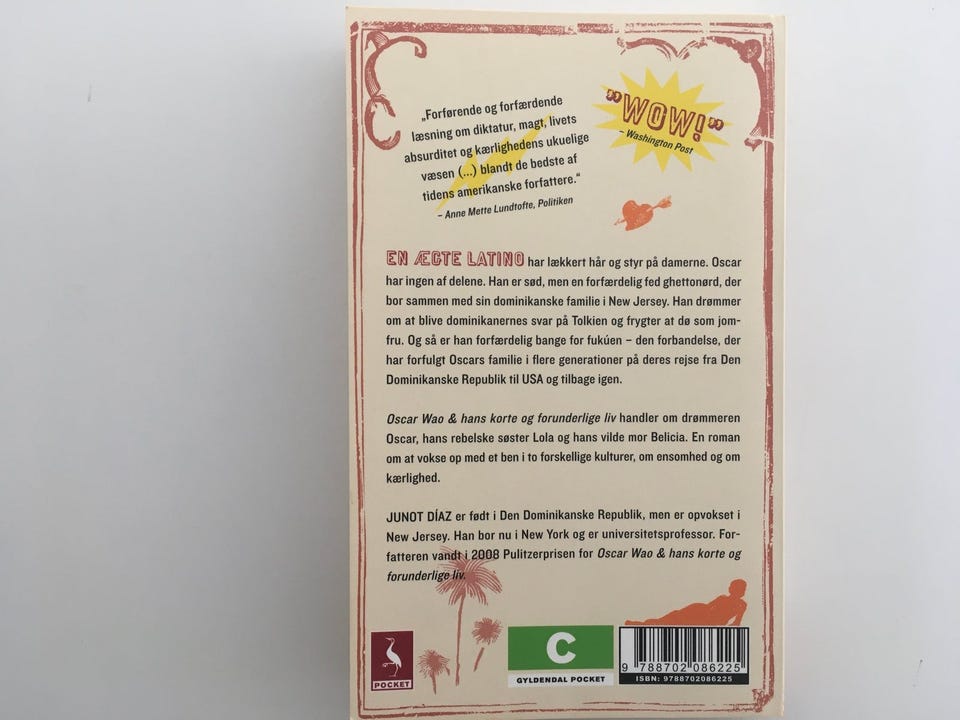 „Forførende og forfærdende
læsning om diktatur, magt, livets
absurditet og kærlighedens ukuelige
væsen (...) blandt de bedste af
tidens amerikanske forfattere.“
– Anne Mette Lundtofte, Politiken
"WOW!"
– Washington Post
EN ÆGTE LATINO har lækkert hår og styr på damerne. Oscar
har ingen af delene. Han er sød, men en forfærdelig fed ghettonørd, der
bor sammen med sin dominikanske familie i New Jersey. Han drømmer
om at blive dominikanernes svar på Tolkien og frygter at dø som jom-
fru. Og så er han forfærdelig bange for fukúen – den forbandelse, der
har forfulgt Oscars familie i flere generationer på deres rejse fra Den
Dominikanske Republik til USA og tilbage igen.
Oscar Wao & hans korte og forunderlige liv handler om drømmeren
Oscar, hans rebelske søster Lola og hans vilde mor Belicia. En roman
om at vokse op med et ben i to forskellige kulturer, om ensomhed og om
kærlighed.
JUNOT DÍAZ er født i Den Dominikanske Republik, men er opvokset i
New Jersey. Han bor nu i New York og er universitetsprofessor. For-
fatteren vandt i 2008 Pulitzerprisen for Oscar Wao & hans korte og
forunderlige liv.
POCKET
C
GYLDENDAL POCKET
9 788702 086225
ISBN: 9788702086225